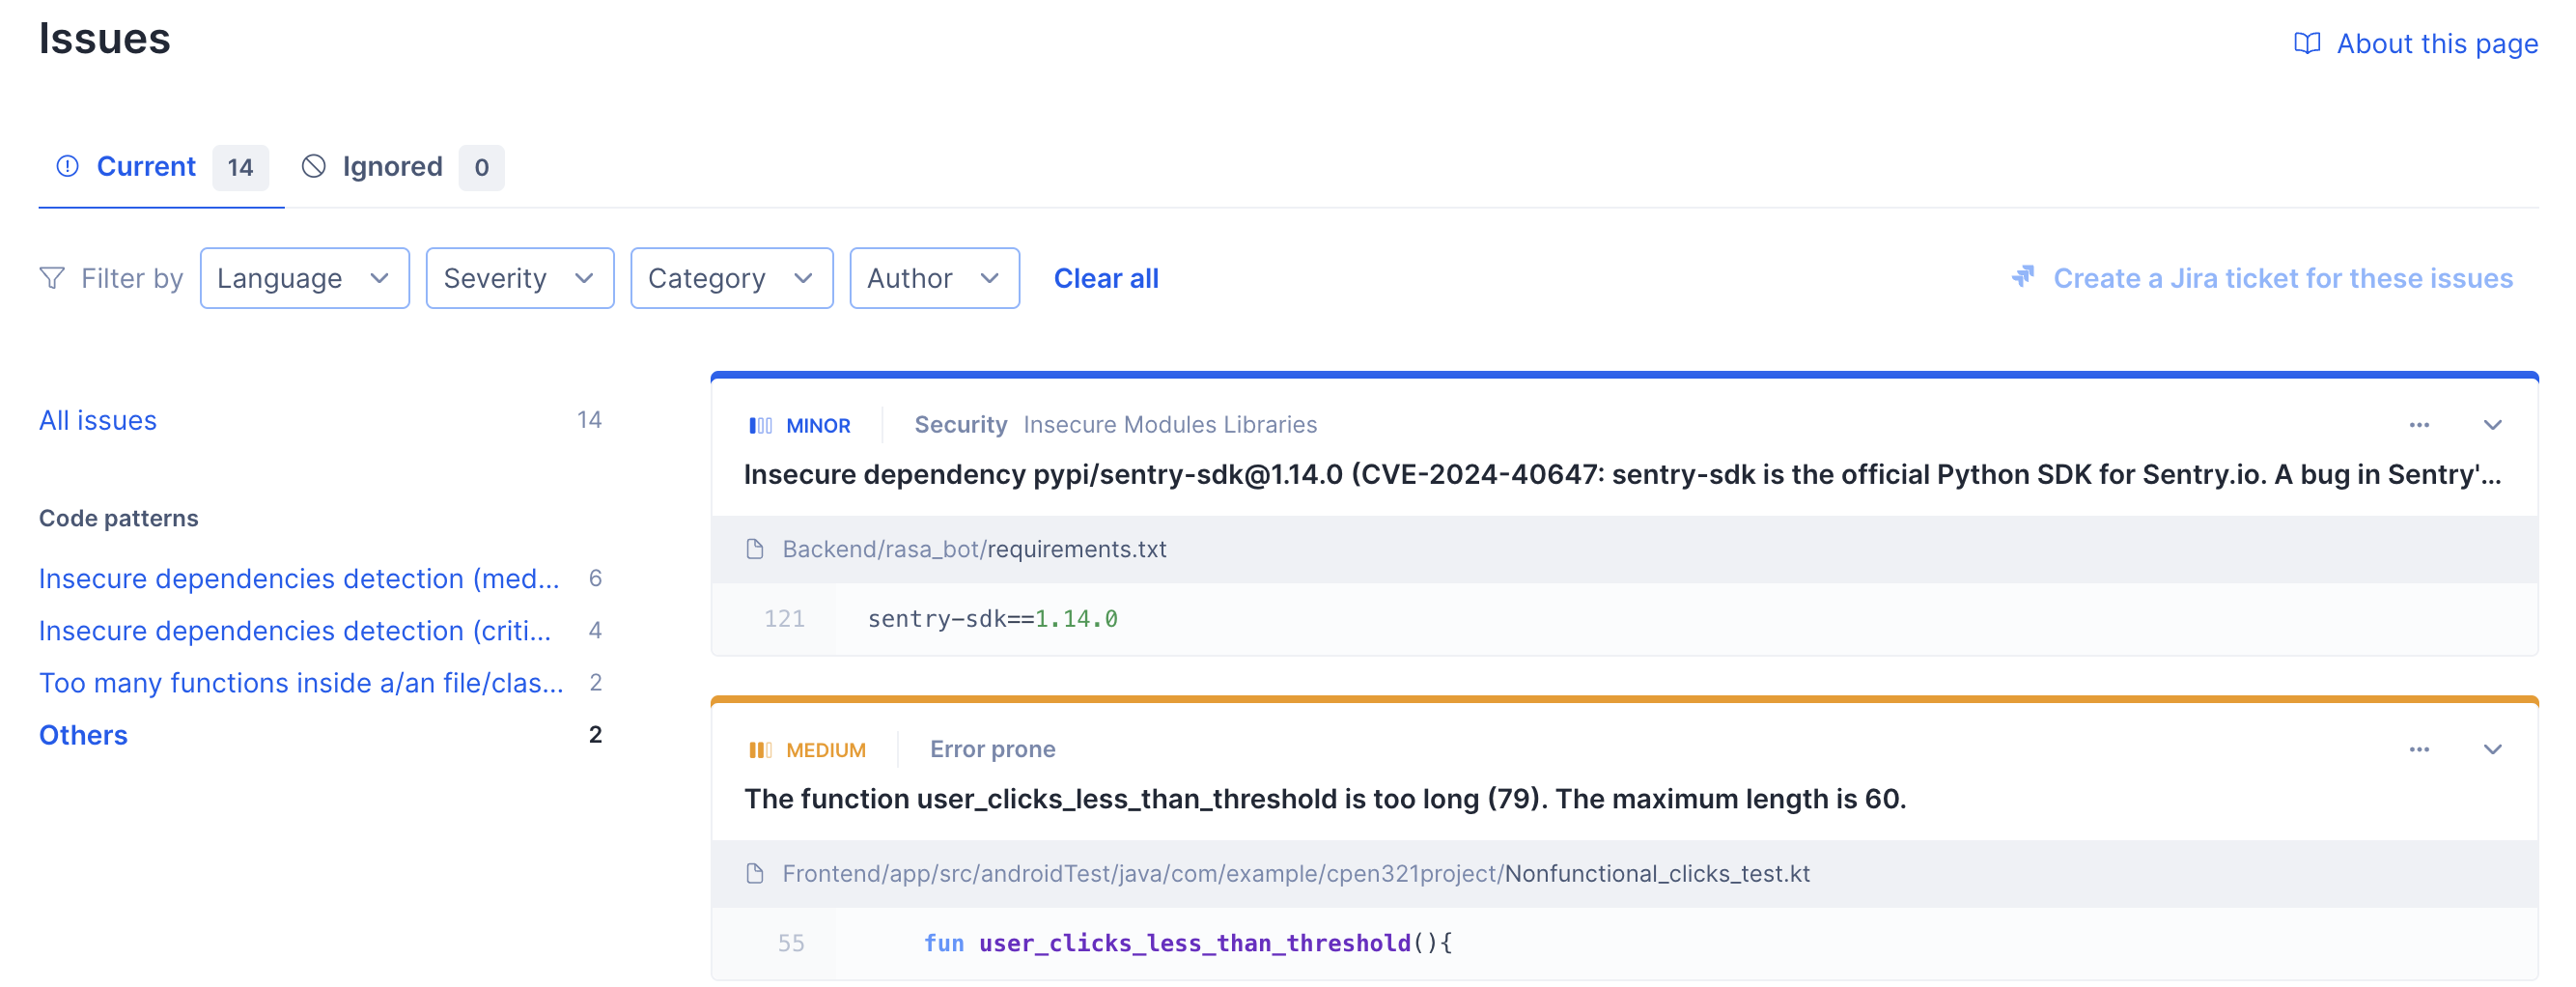 Issues
About this page
Current 14 Ignored 0
Filter by Language Severity Category Author Clear all
Create a Jira ticket for these issues
All issues 14
Code patterns
Insecure dependencies detection (med... 6
Insecure dependencies detection (criti... 4
Too many functions inside a/an file/clas... 2
Others 2
MINOR Security Insecure Modules Libraries
Insecure dependency pypi/sentry-sdk@1.14.0 (CVE-2024-40647: sentry-sdk is the official Python SDK for Sentry.io. A bug in Sentry'...
Backend/rasa_bot/requirements.txt
121 sentry-sdk==1.14.0
MEDIUM Error prone
The function user_clicks_less_than_threshold is too long (79). The maximum length is 60.
Frontend/app/src/androidTest/java/com/example/cpen321project/Nonfunctional_clicks_test.kt
55 fun user_clicks_less_than_threshold(){